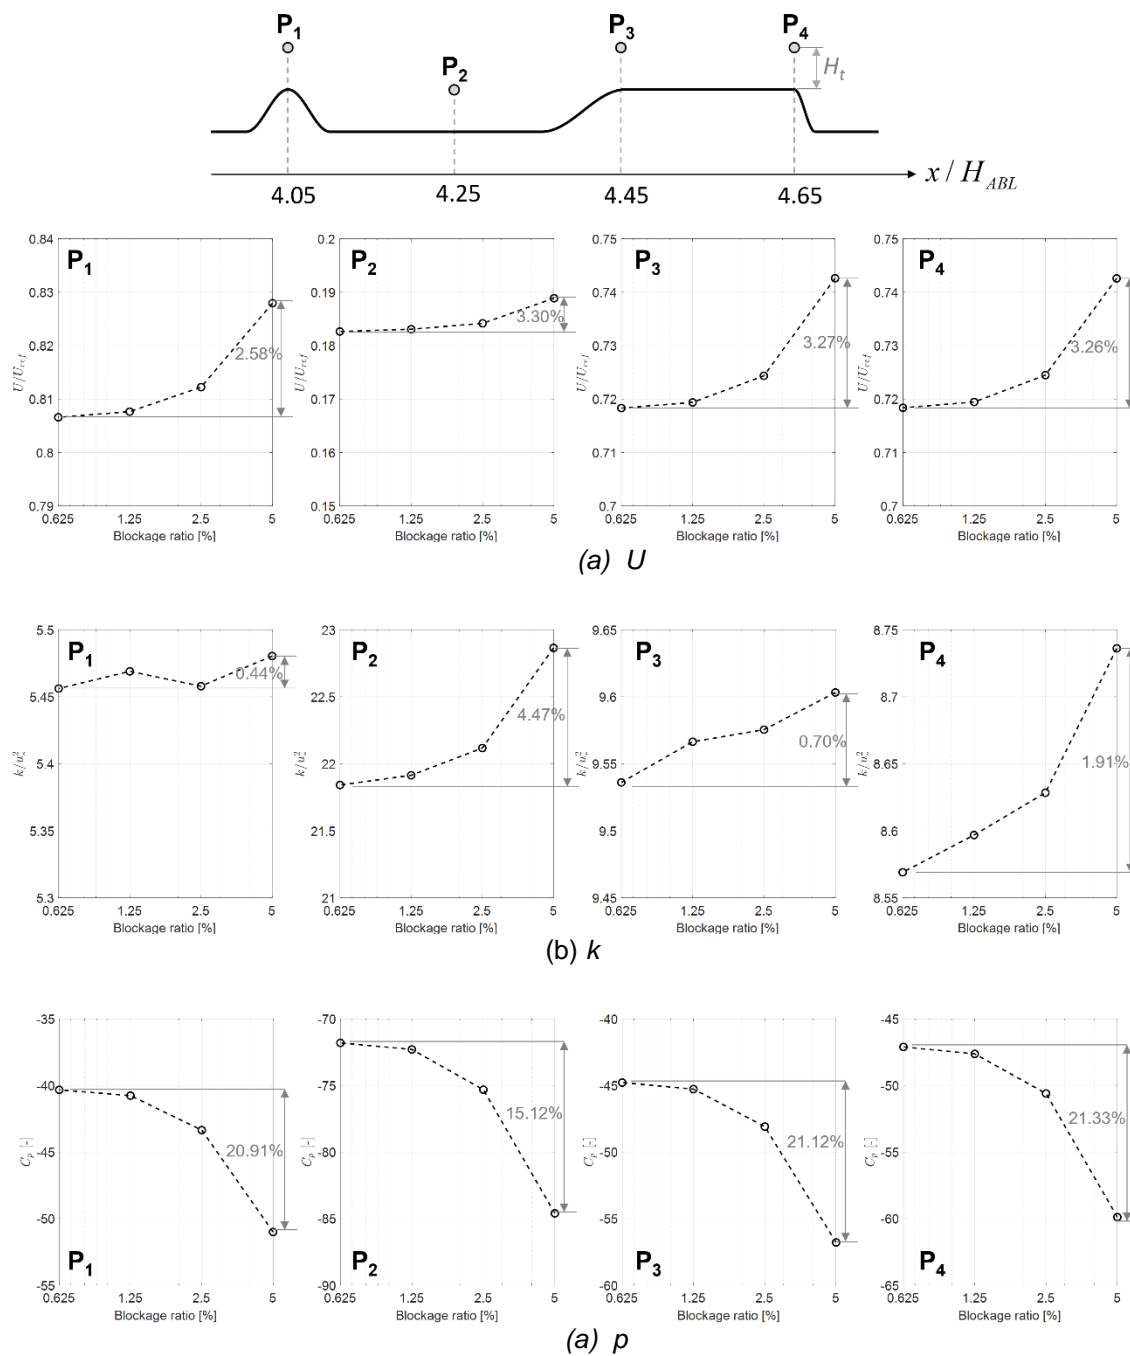 P1 P2 P3 P4
Ht
4.05 4.25 4.45 4.65
x / HABL
P1
0.84
0.83
0.82
0.81
0.8
0.79
U/Uref
2.58%
0.625 1.25 2.5 5
Blockage ratio [%]
P2
0.2
0.19
0.18
0.17
0.16
0.15
U/Uref
3.30%
0.625 1.25 2.5 5
Blockage ratio [%]
P3
0.75
0.74
0.73
0.72
0.71
0.7
U/Uref
3.27%
0.625 1.25 2.5 5
Blockage ratio [%]
P4
0.75
0.74
0.73
0.72
0.71
0.7
U/Uref
3.26%
0.625 1.25 2.5 5
Blockage ratio [%]
(a) U
P1
5.5
5.45
5.4
5.35
5.3
k/u*²
0.44%
0.625 1.25 2.5 5
Blockage ratio [%]
P2
23
22.5
22
21.5
21
k/u*²
4.47%
0.625 1.25 2.5 5
Blockage ratio [%]
P3
9.65
9.6
9.55
9.5
9.45
k/u*²
0.70%
0.625 1.25 2.5 5
Blockage ratio [%]
P4
8.75
8.7
8.65
8.6
8.55
k/u*²
1.91%
0.625 1.25 2.5 5
Blockage ratio [%]
(b) k
-35
-40
-45
-50
-55
Cp [-]
20.91%
P1
0.625 1.25 2.5 5
Blockage ratio [%]
-70
-75
-80
-85
-90
Cp [-]
15.12%
P2
0.625 1.25 2.5 5
Blockage ratio [%]
-40
-45
-50
-55
-60
Cp [-]
21.12%
P3
0.625 1.25 2.5 5
Blockage ratio [%]
-45
-50
-55
-60
-65
Cp [-]
21.33%
P4
0.625 1.25 2.5 5
Blockage ratio [%]
(a) p